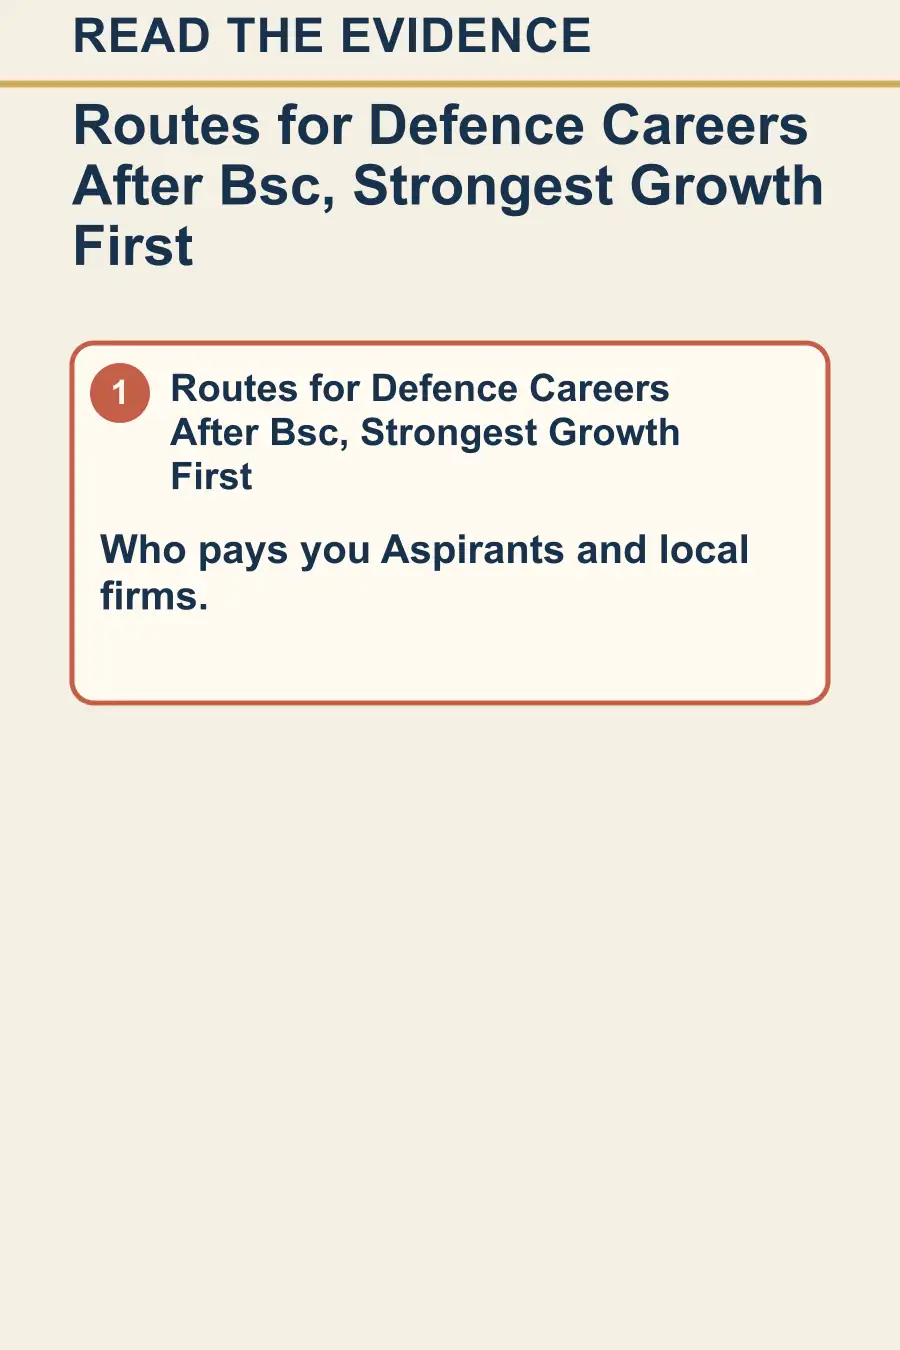 READ THE EVIDENCE
Routes for Defence Careers
After Bsc, Strongest Growth
First
1
Routes for Defence Careers
After Bsc, Strongest Growth
First
Who pays you Aspirants and local
firms.